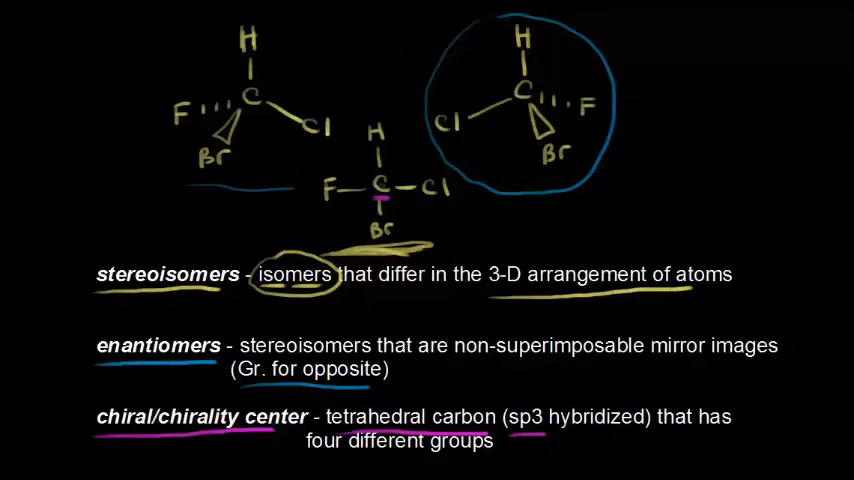 H
H
F C Cl
Br
Cl C F
Br
H
F C Cl
Br
stereoisomers - isomers that differ in the 3-D arrangement of atoms
enantiomers - stereoisomers that are non-superimposable mirror images
(Gr. for opposite)
chiral/chirality center - tetrahedral carbon (sp3 hybridized) that has
four different groups